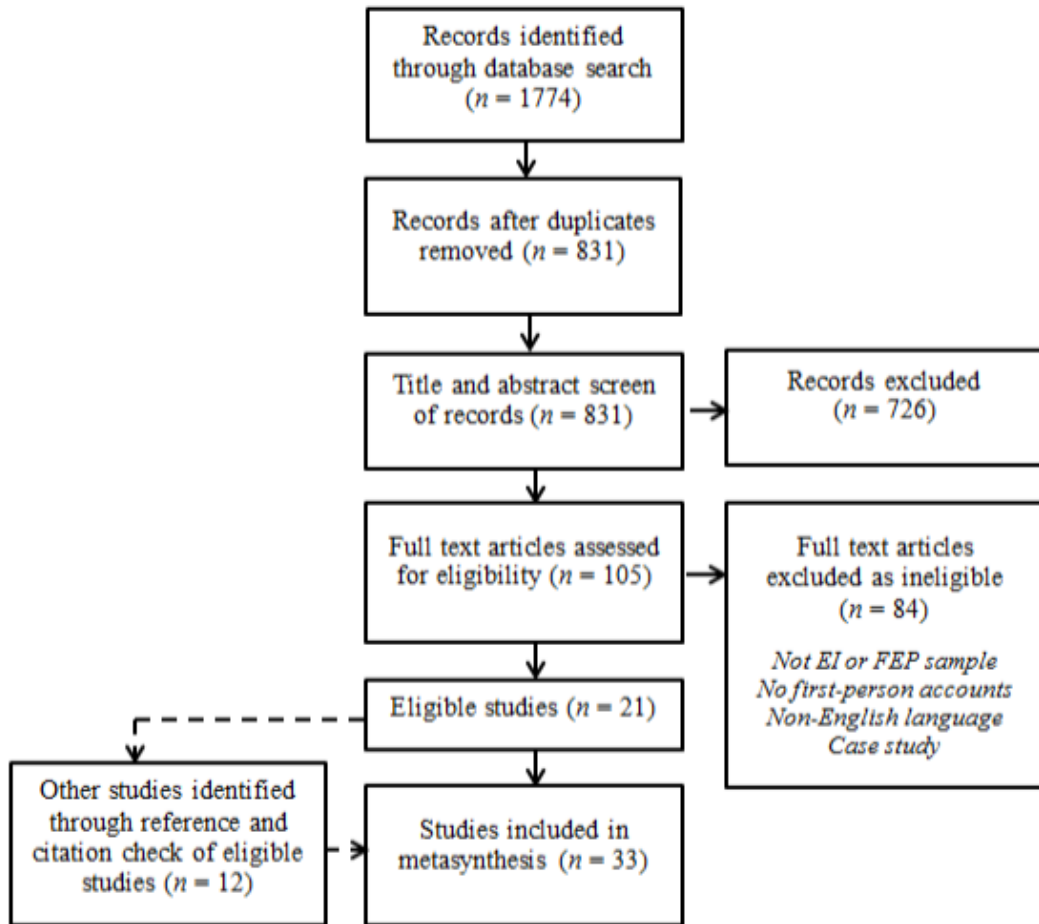 Records identified
through database search
(n = 1774)
Records after duplicates
removed (n = 831)
Title and abstract screen
of records (n = 831)
Records excluded
(n = 726)
Full text articles assessed
for eligibility (n = 105)
Full text articles
excluded as ineligible
(n = 84)
Not EI or FEP sample
No first-person accounts
Non-English language
Case study
Eligible studies (n = 21)
Other studies identified
through reference and
citation check of eligible
studies (n = 12)
Studies included in
metasynthesis (n = 33)